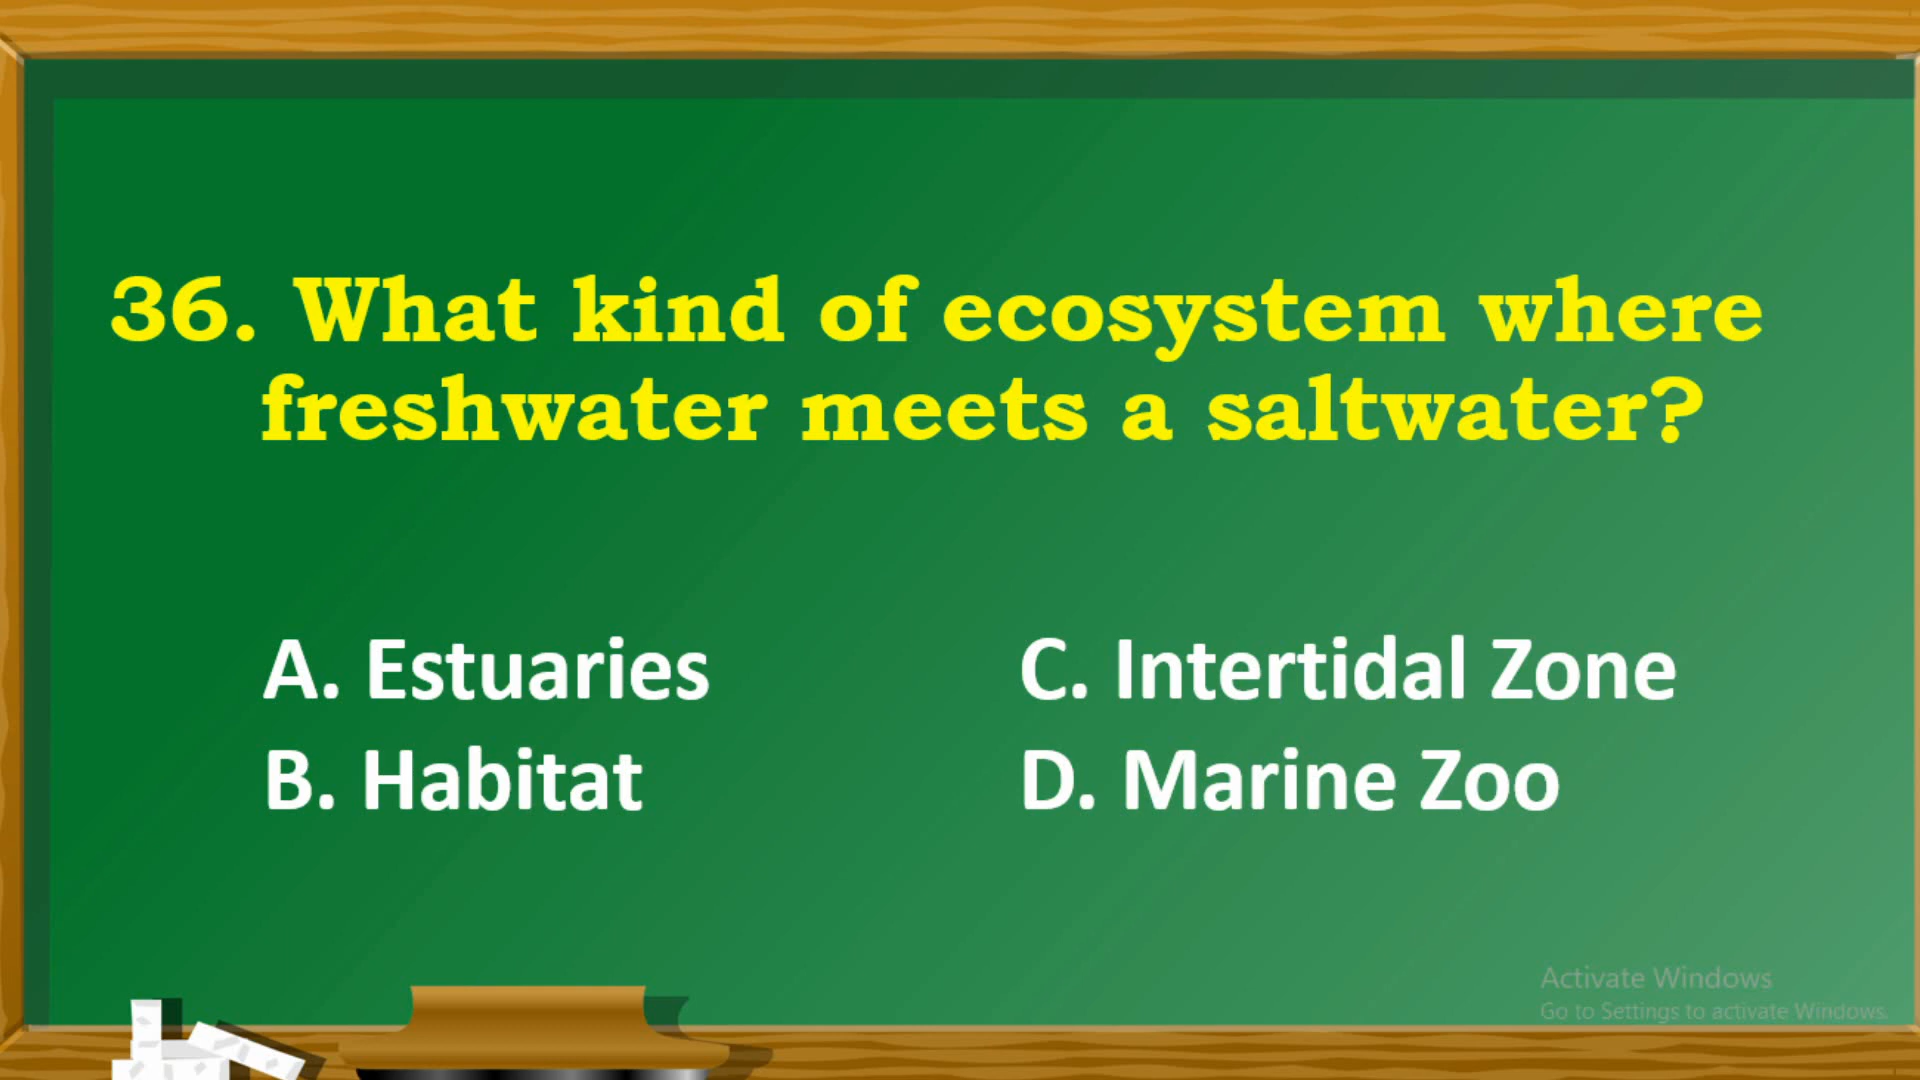 36. What kind of ecosystem where
freshwater meets a saltwater?
A. Estuaries
B. Habitat
C. Intertidal Zone
D. Marine Zoo
Activate Windows
Go to Settings to activate Windows.